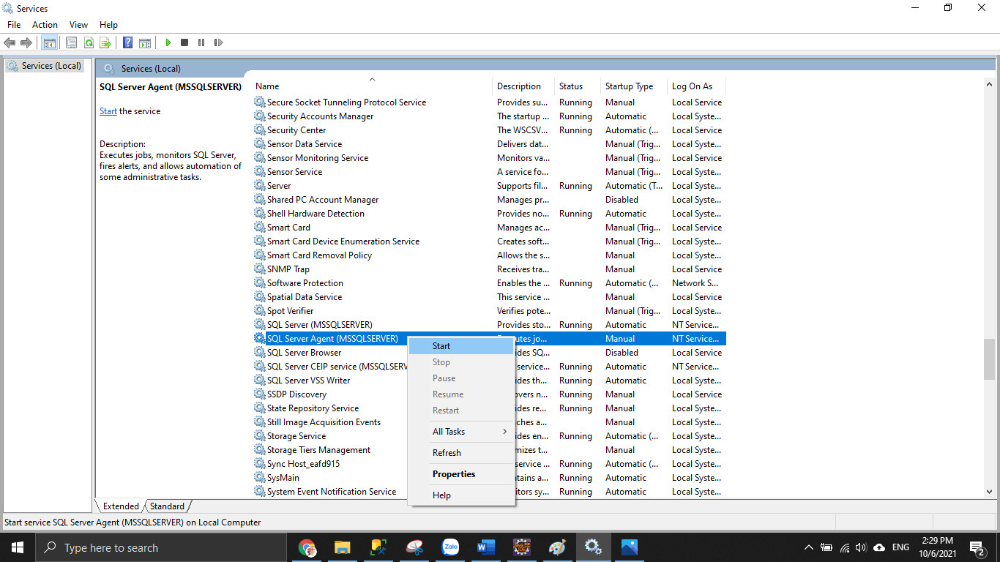 Services
File Action View Help
Services (Local)
Services (Local)
SQL Server Agent (MSSQLSERVER)
Start the service
Description:
Executes jobs, monitors SQL Server,
fires alerts, and allows automation of
some administrative tasks.
Name Description Status Startup Type Log On As
Secure Socket Tunneling Protocol Service Provides su... Running Manual Local Service
Security Accounts Manager The startup ... Running Automatic Local Syste...
Security Center The WSCSV... Running Automatic (... Local Service
Sensor Data Service Delivers dat... Manual (Trig... Local Syste...
Sensor Monitoring Service Monitors va... Manual (Trig... Local Service
Sensor Service A service fo... Manual (Trig... Local Syste...
Server Supports fil... Running Automatic (T... Local Syste...
Shared PC Account Manager Manages pr... Disabled Local Syste...
Shell Hardware Detection Provides no... Running Automatic Local Syste...
Smart Card Manages ac... Manual (Trig... Local Service
Smart Card Device Enumeration Service Creates soft... Manual (Trig... Local Syste...
Smart Card Removal Policy Allows the s... Manual Local Syste...
SNMP Trap Receives tra... Manual Local Service
Software Protection Enables the ... Running Automatic (... Network S...
Spatial Data Service This service ... Manual Local Service
Spot Verifier Verifies pote... Manual (Trig... Local Syste...
SQL Server (MSSQLSERVER) Provides sto... Running Automatic NT Service...
SQL Server Agent (MSSQLSERVER) utes jo... Manual NT Service...
SQL Server Browser ides SQ... Disabled Local Service
SQL Server CEIP service (MSSQLSERV service... Running Automatic NT Service...
SQL Server VSS Writer ides th... Running Automatic Local Syste...
SSDP Discovery overs n... Running Manual Local Service
State Repository Service ides re... Running Manual Local Syste...
Still Image Acquisition Events ches a... Manual Local Syste...
Storage Service ides en... Running Automatic (... Local Syste...
Storage Tiers Management mizes t... Manual Local Syste...
Sync Host_eafd915 service ... Running Automatic (... Local Syste...
SysMain tains a... Running Automatic Local Syste...
System Event Notification Service itors sy... Running Automatic Local Syste...
Start
Stop
Pause
Resume
Restart
All Tasks
Refresh
Properties
Help
Extended Standard
Start service SQL Server Agent (MSSQLSERVER) on Local Computer
Type here to search
Zalo
W
ENG
2:29 PM
10/6/2021
2